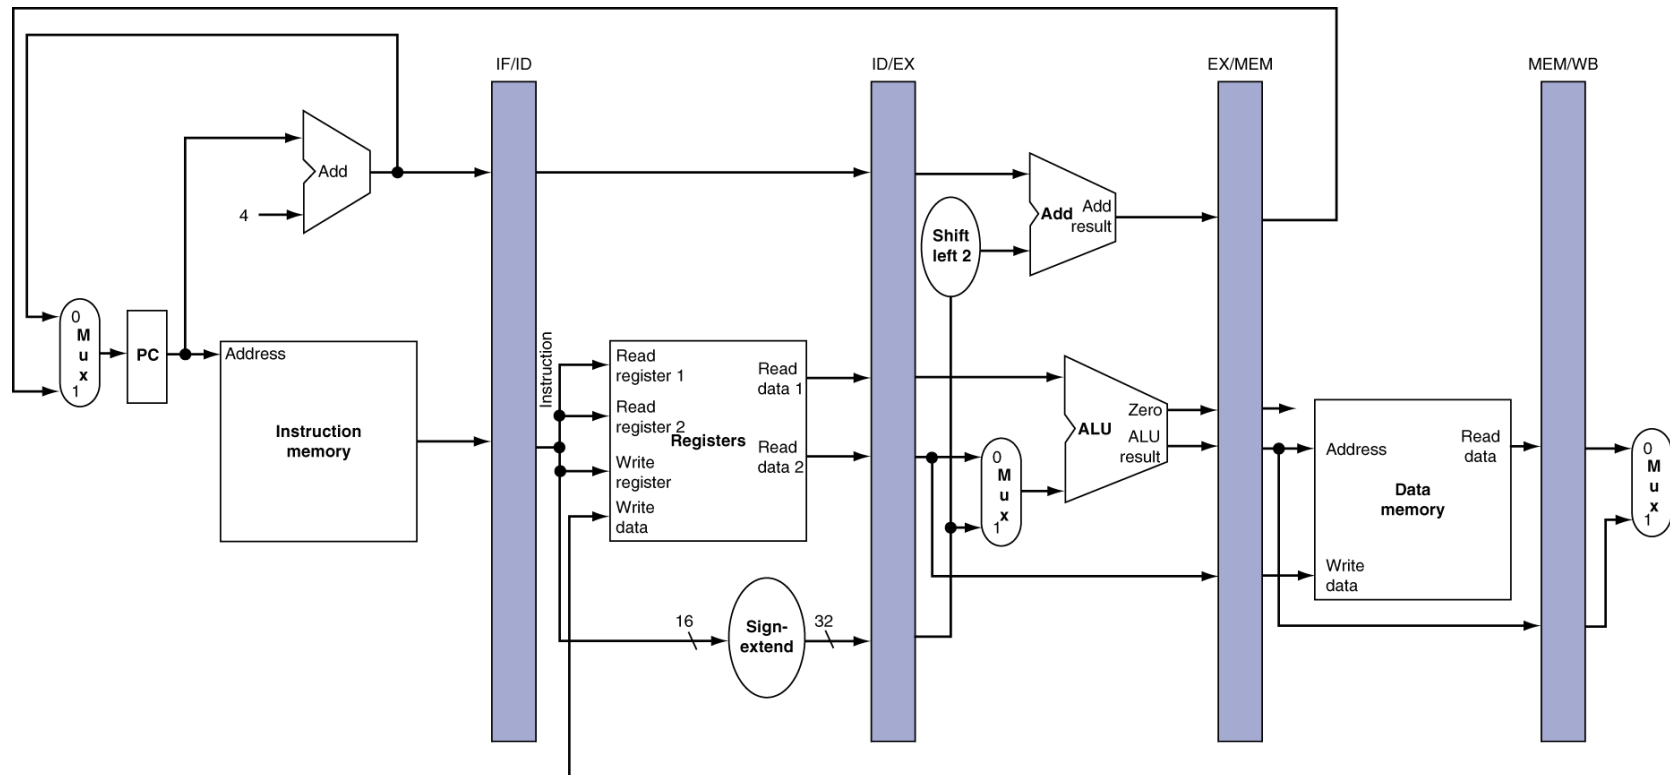 IF/ID
ID/EX
EX/MEM
MEM/WB
Add
4
Add
Add
result
Shift
left 2
0
M
u
x
1
PC
Address
Instruction
memory
Instruction
Read
register 1
Read
register 2
Registers
Write
register
Write
data
Read
data 1
Read
data 2
16
Sign-
extend
32
0
M
u
x
1
Zero
ALU
ALU
result
Address
Read
data
Data
memory
Write
data
0
M
u
x
1